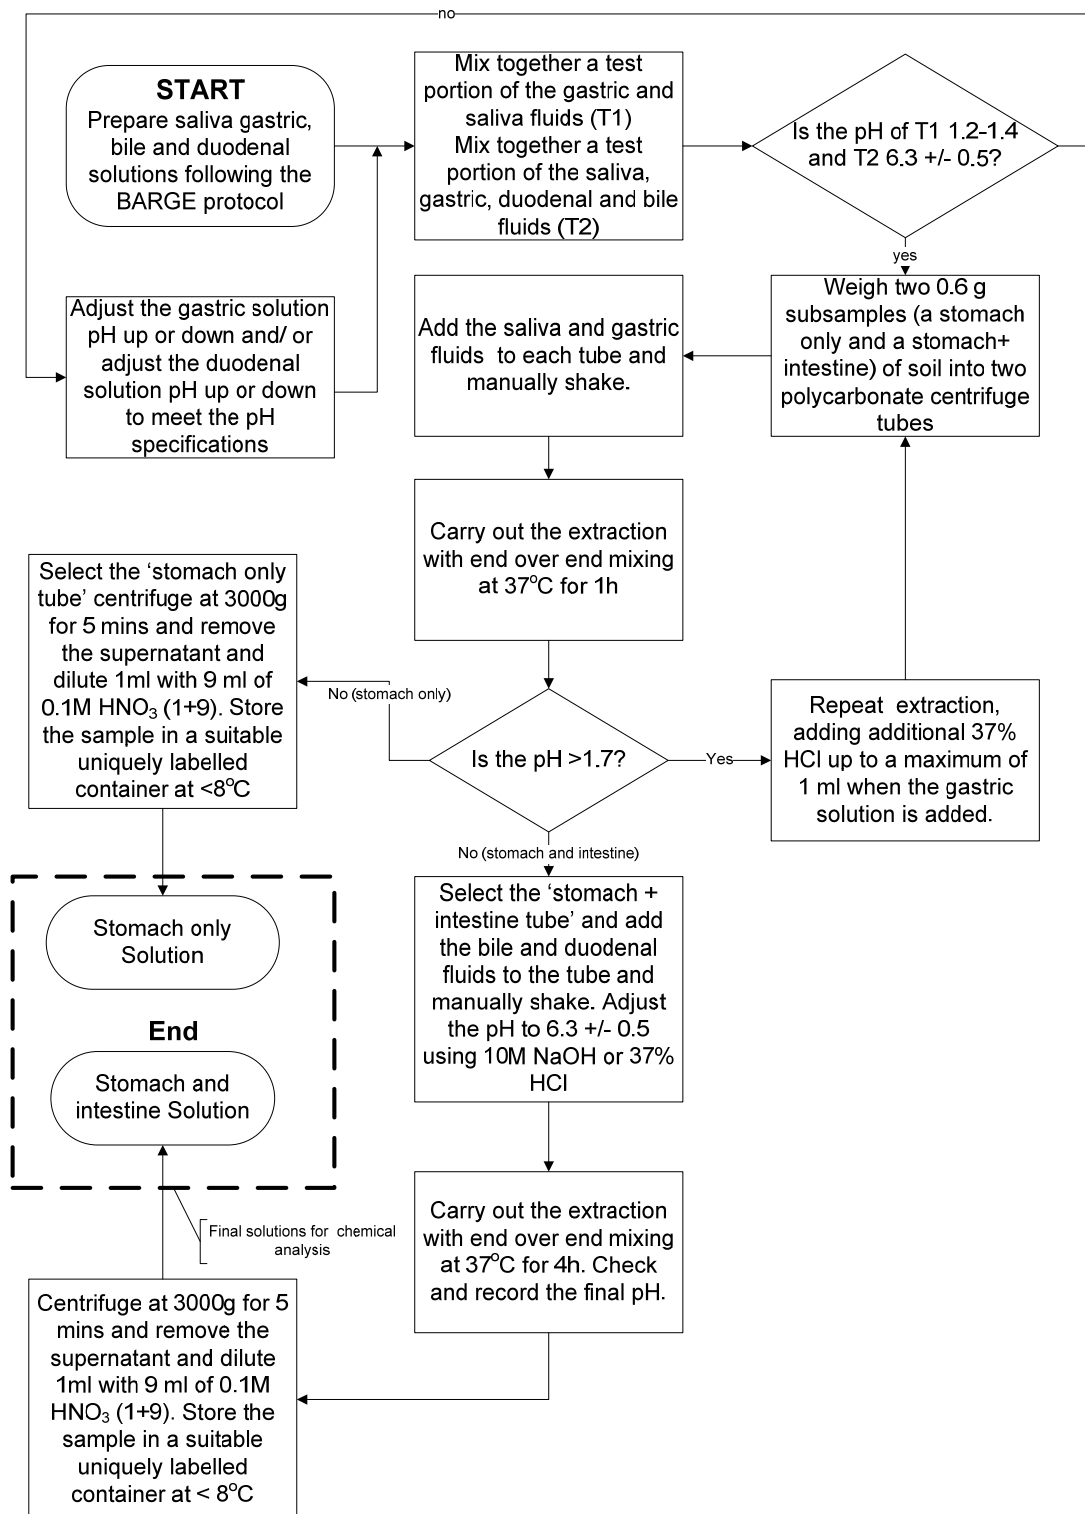 no
START
Prepare saliva gastric,
bile and duodenal
solutions following the
BARGE protocol
Mix together a test
portion of the gastric and
saliva fluids (T1)
Mix together a test
portion of the saliva,
gastric, duodenal and bile
fluids (T2)
Is the pH of T1 1.2-1.4
and T2 6.3 +/- 0.5?
yes
Adjust the gastric solution
pH up or down and/ or
adjust the duodenal
solution pH up or down
to meet the pH
specifications
Add the saliva and gastric
fluids to each tube and
manually shake.
Weigh two 0.6 g
subsamples (a stomach
only and a stomach+
intestine) of soil into two
polycarbonate centrifuge
tubes
Carry out the extraction
with end over end mixing
at 37°C for 1h
Select the ‘stomach only
tube’ centrifuge at 3000g
for 5 mins and remove
the supernatant and
dilute 1ml with 9 ml of
0.1M HNO₃ (1+9). Store
the sample in a suitable
uniquely labelled
container at <8°C
No (stomach only)
Is the pH >1.7?
Yes
Repeat extraction,
adding additional 37%
HCl up to a maximum of
1 ml when the gastric
solution is added.
No (stomach and intestine)
Select the ‘stomach +
intestine tube’ and add
the bile and duodenal
fluids to the tube and
manually shake. Adjust
the pH to 6.3 +/- 0.5
using 10M NaOH or 37%
HCl
Stomach only
Solution
End
Stomach and
intestine Solution
Carry out the extraction
with end over end mixing
at 37°C for 4h. Check
and record the final pH.
Final solutions for chemical
analysis
Centrifuge at 3000g for 5
mins and remove the
supernatant and dilute
1ml with 9 ml of 0.1M
HNO₃ (1+9). Store the
sample in a suitable
uniquely labelled
container at < 8°C